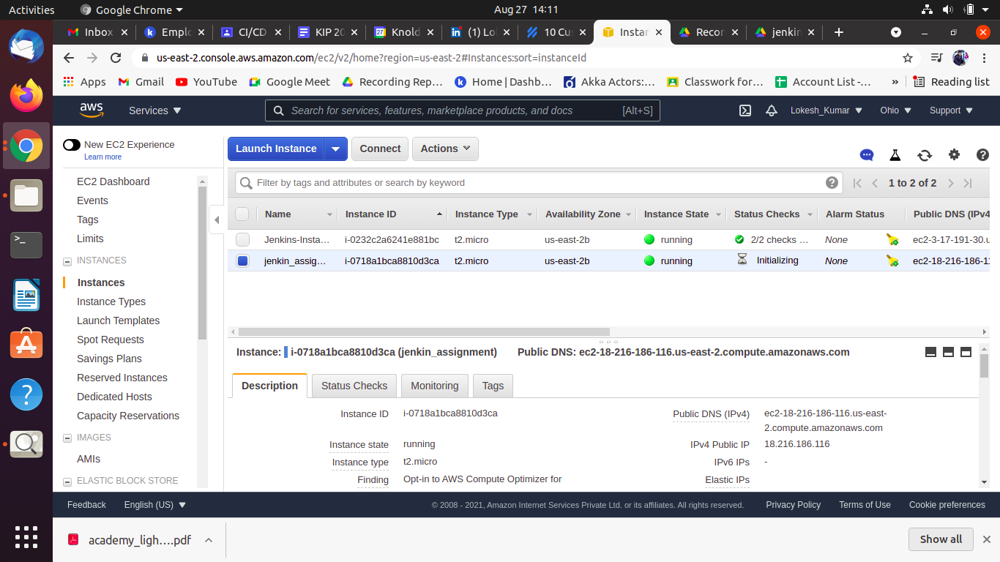 Activities Google Chrome Aug 27 14:11
Inbox Emplo CI/CD KIP 20 Knold (1) Lo 10 Cus Instan Recor jenkin
us-east-2.console.aws.amazon.com/ec2/v2/home?region=us-east-2#Instances:sort=instanceId
Apps Gmail YouTube Google Meet Recording Rep… Home | Dashb… Akka Actors:… Classwork for… Account List -… » Reading list
aws Services Search for services, features, marketplace products, and docs [Alt+S] Lokesh_Kumar Ohio Support
New EC2 Experience
Learn more
EC2 Dashboard
Events
Tags
Limits
INSTANCES
Instances
Instance Types
Launch Templates
Spot Requests
Savings Plans
Reserved Instances
Dedicated Hosts
Capacity Reservations
IMAGES
AMIs
ELASTIC BLOCK STORE
Launch Instance Connect Actions
Filter by tags and attributes or search by keyword 1 to 2 of 2
Name Instance ID Instance Type Availability Zone Instance State Status Checks Alarm Status Public DNS (IPv4
Jenkins-Insta… i-0232c2a6241e881bc t2.micro us-east-2b running 2/2 checks … None ec2-3-17-191-30.u
jenkin_assig… i-0718a1bca8810d3ca t2.micro us-east-2b running Initializing None ec2-18-216-186-11
Instance: i-0718a1bca8810d3ca (jenkin_assignment) Public DNS: ec2-18-216-186-116.us-east-2.compute.amazonaws.com
Description Status Checks Monitoring Tags
Instance ID i-0718a1bca8810d3ca Public DNS (IPv4) ec2-18-216-186-116.us-east-
2.compute.amazonaws.com
Instance state running IPv4 Public IP 18.216.186.116
Instance type t2.micro IPv6 IPs -
Finding Opt-in to AWS Compute Optimizer for Elastic IPs
Feedback English (US) © 2008 - 2021, Amazon Internet Services Private Ltd. or its affiliates. All rights reserved. Privacy Policy Terms of Use Cookie preferences
academy_ligh….pdf Show all